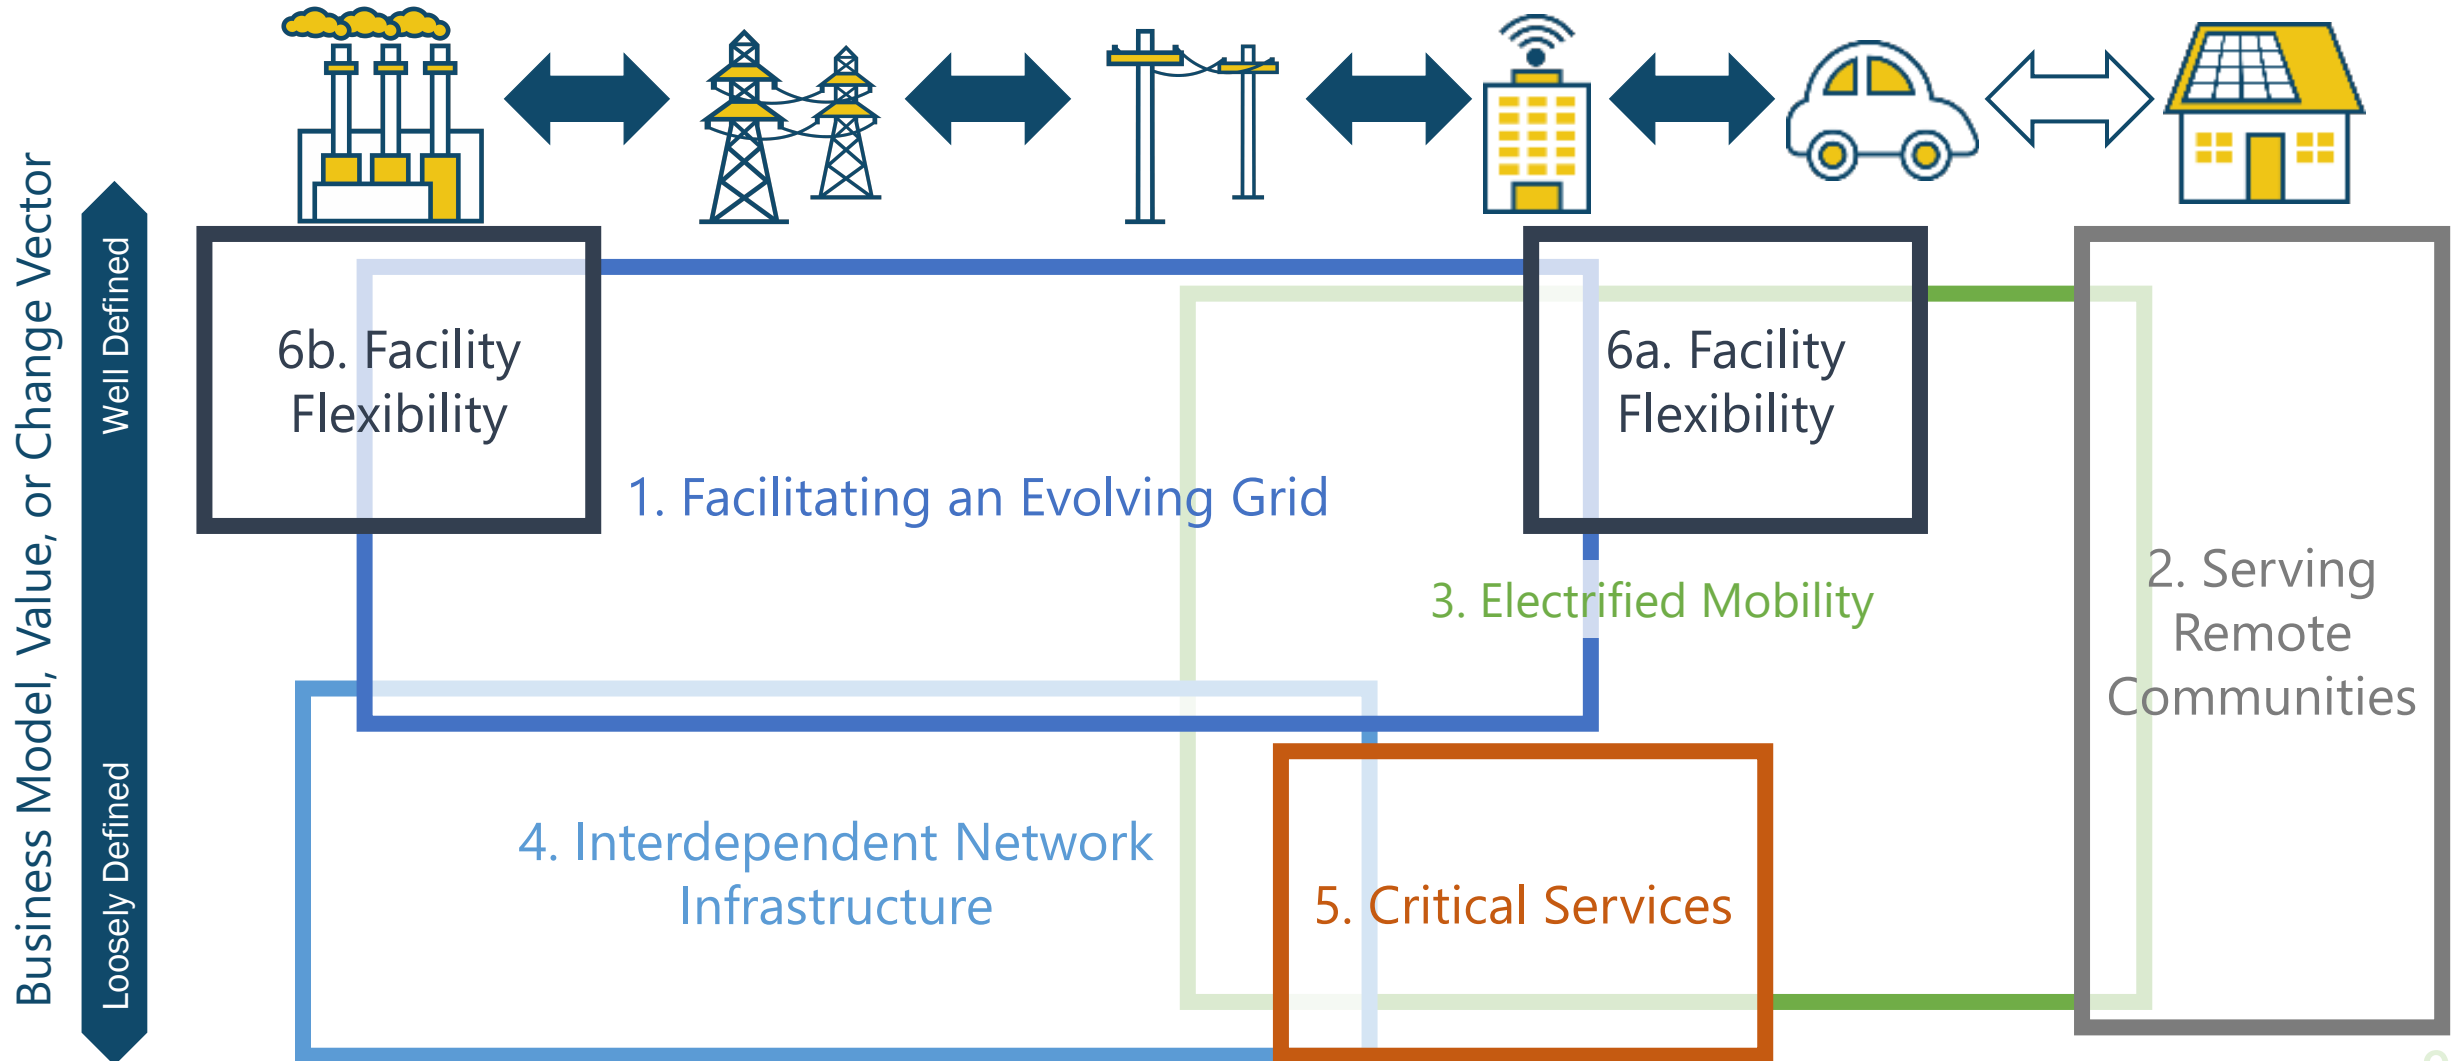 Business Model, Value, or Change Vector
Well Defined
Loosely Defined
6b. Facility
Flexibility
6a. Facility
Flexibility
1. Facilitating an Evolving Grid
2. Serving
Remote
Communities
3. Electrified Mobility
4. Interdependent Network
Infrastructure
5. Critical Services